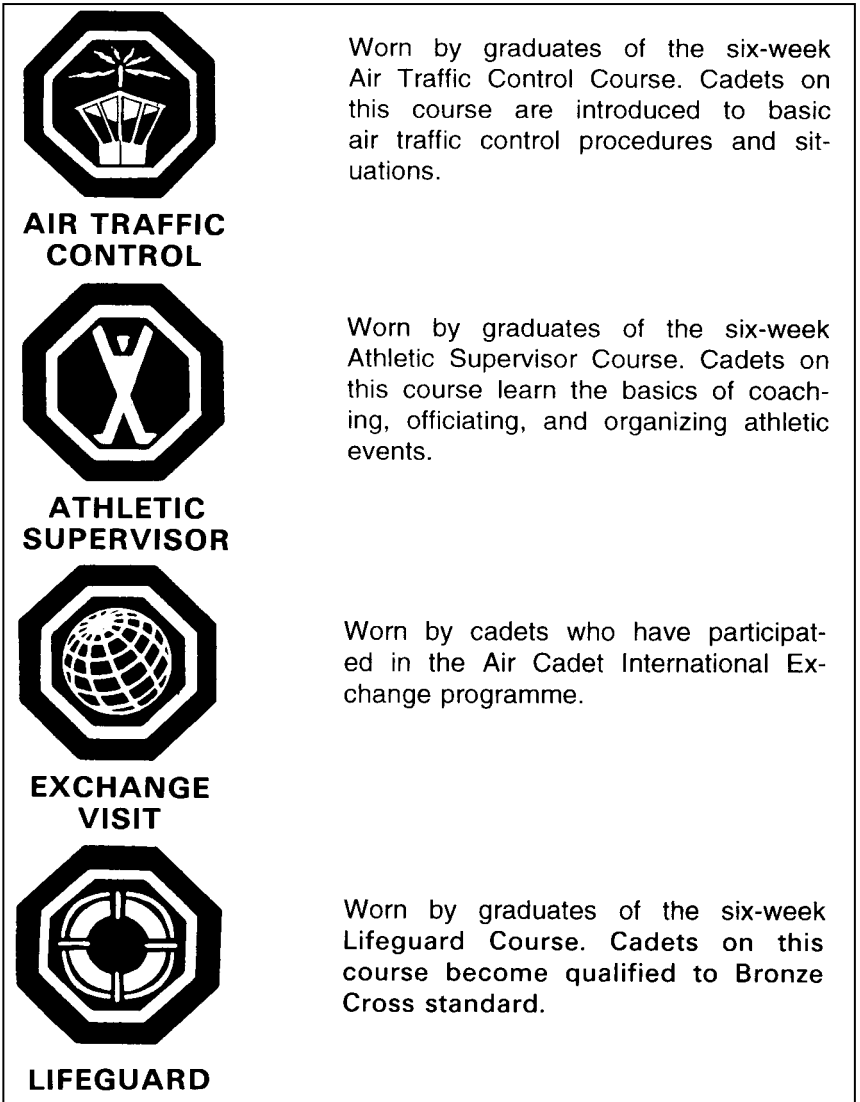 Worn by graduates of the six-week
Air Traffic Control Course. Cadets on
this course are introduced to basic
air traffic control procedures and sit-
uations.
AIR TRAFFIC
CONTROL
Worn by graduates of the six-week
Athletic Supervisor Course. Cadets on
this course learn the basics of coach-
ing, officiating, and organizing athletic
events.
ATHLETIC
SUPERVISOR
Worn by cadets who have participat-
ed in the Air Cadet International Ex-
change programme.
EXCHANGE
VISIT
Worn by graduates of the six-week
Lifeguard Course. Cadets on this
course become qualified to Bronze
Cross standard.
LIFEGUARD